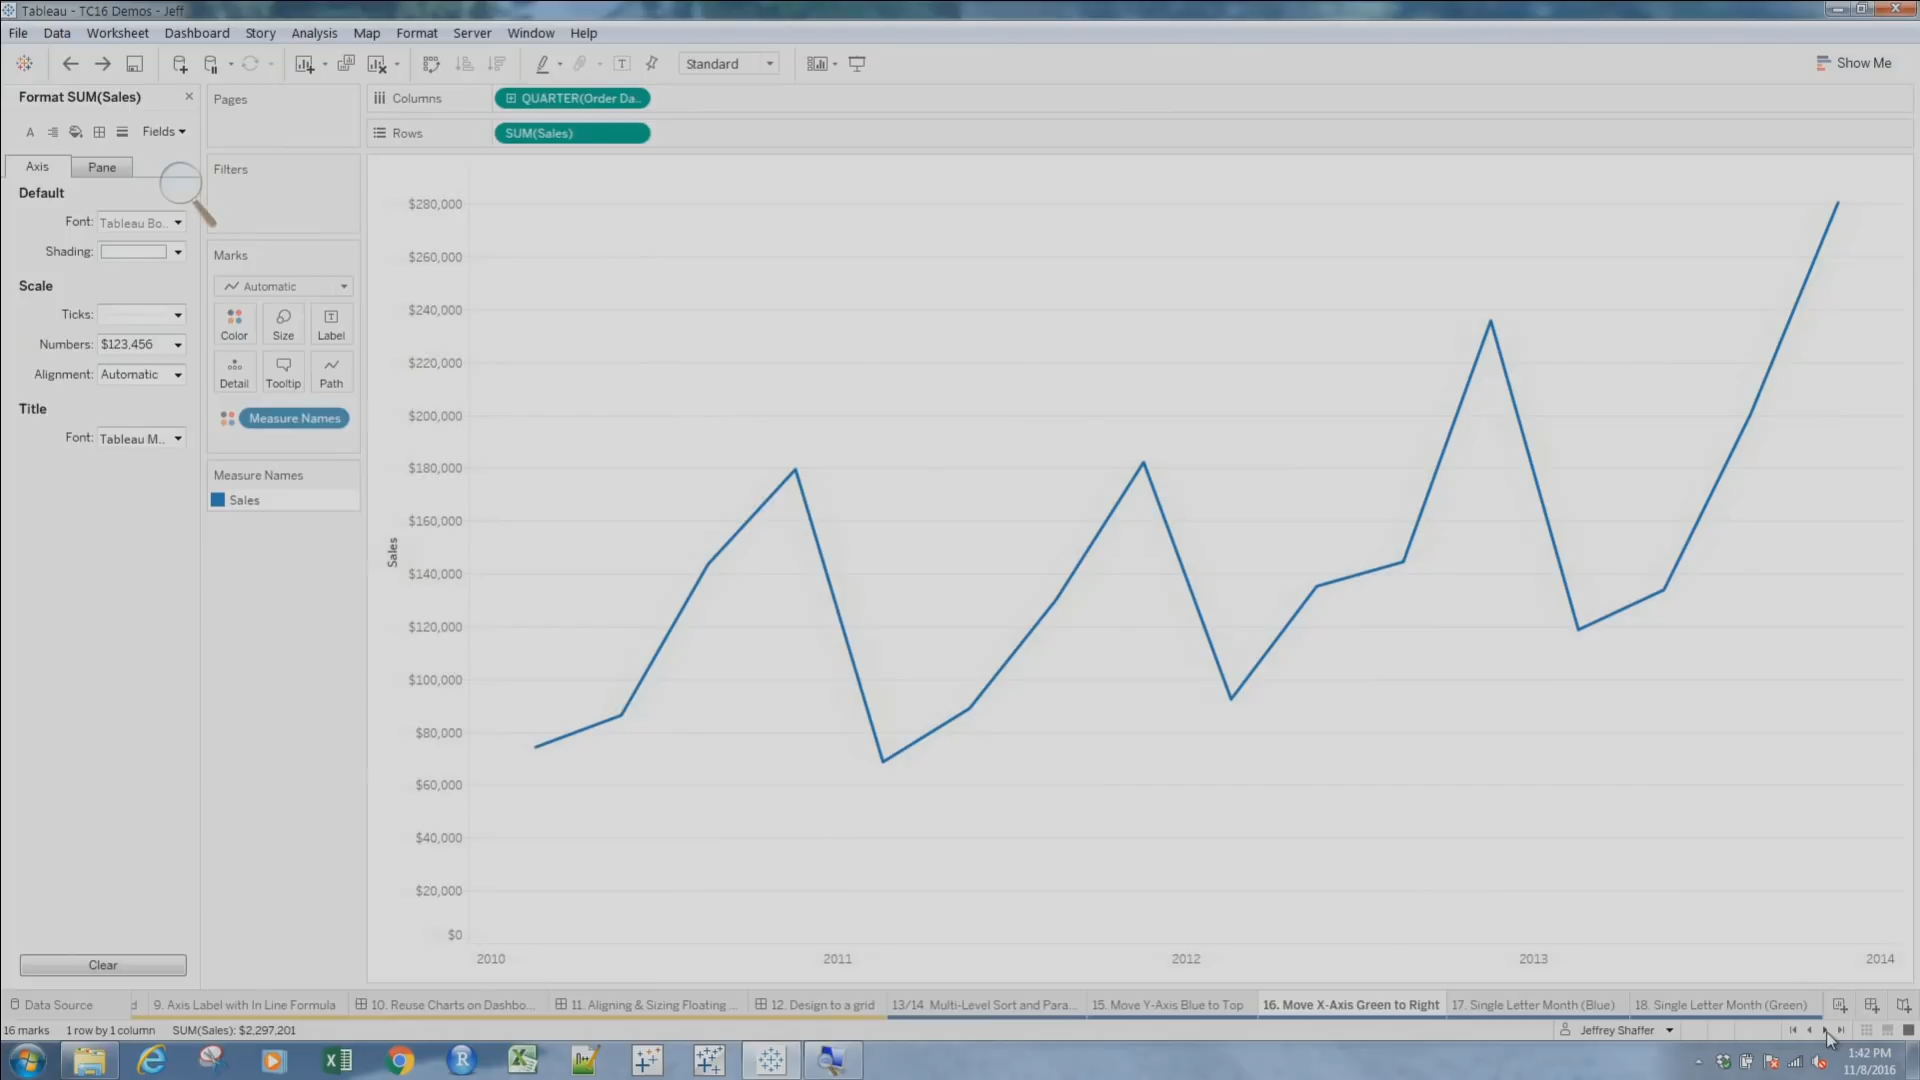 Tableau - TC16 Demos - Jeff
File Data Worksheet Dashboard Story Analysis Map Format Server Window Help
Standard
Show Me
Format SUM(Sales)
Fields
Axis Pane
Default
Font: Tableau Bo..
Shading:
Scale
Ticks:
Numbers: $123,456
Alignment: Automatic
Title
Font: Tableau M..
Clear
Pages
Filters
Marks
Automatic
Color Size Label
Detail Tooltip Path
Measure Names
Measure Names
Sales
Columns QUARTER(Order Da..
Rows SUM(Sales)
$280,000
$260,000
$240,000
$220,000
$200,000
$180,000
$160,000
$140,000
$120,000
$100,000
$80,000
$60,000
$40,000
$20,000
$0
Sales
2010 2011 2012 2013 2014
Data Source d 9. Axis Label with In Line Formula 10. Reuse Charts on Dashbo... 11. Aligning & Sizing Floating ... 12. Design to a grid 13/14 Multi-Level Sort and Para... 15. Move Y-Axis Blue to Top 16. Move X-Axis Green to Right 17. Single Letter Month (Blue) 18. Single Letter Month (Green)
16 marks 1 row by 1 column SUM(Sales): $2,297,201 Jeffrey Shaffer
1:42 PM
11/8/2016